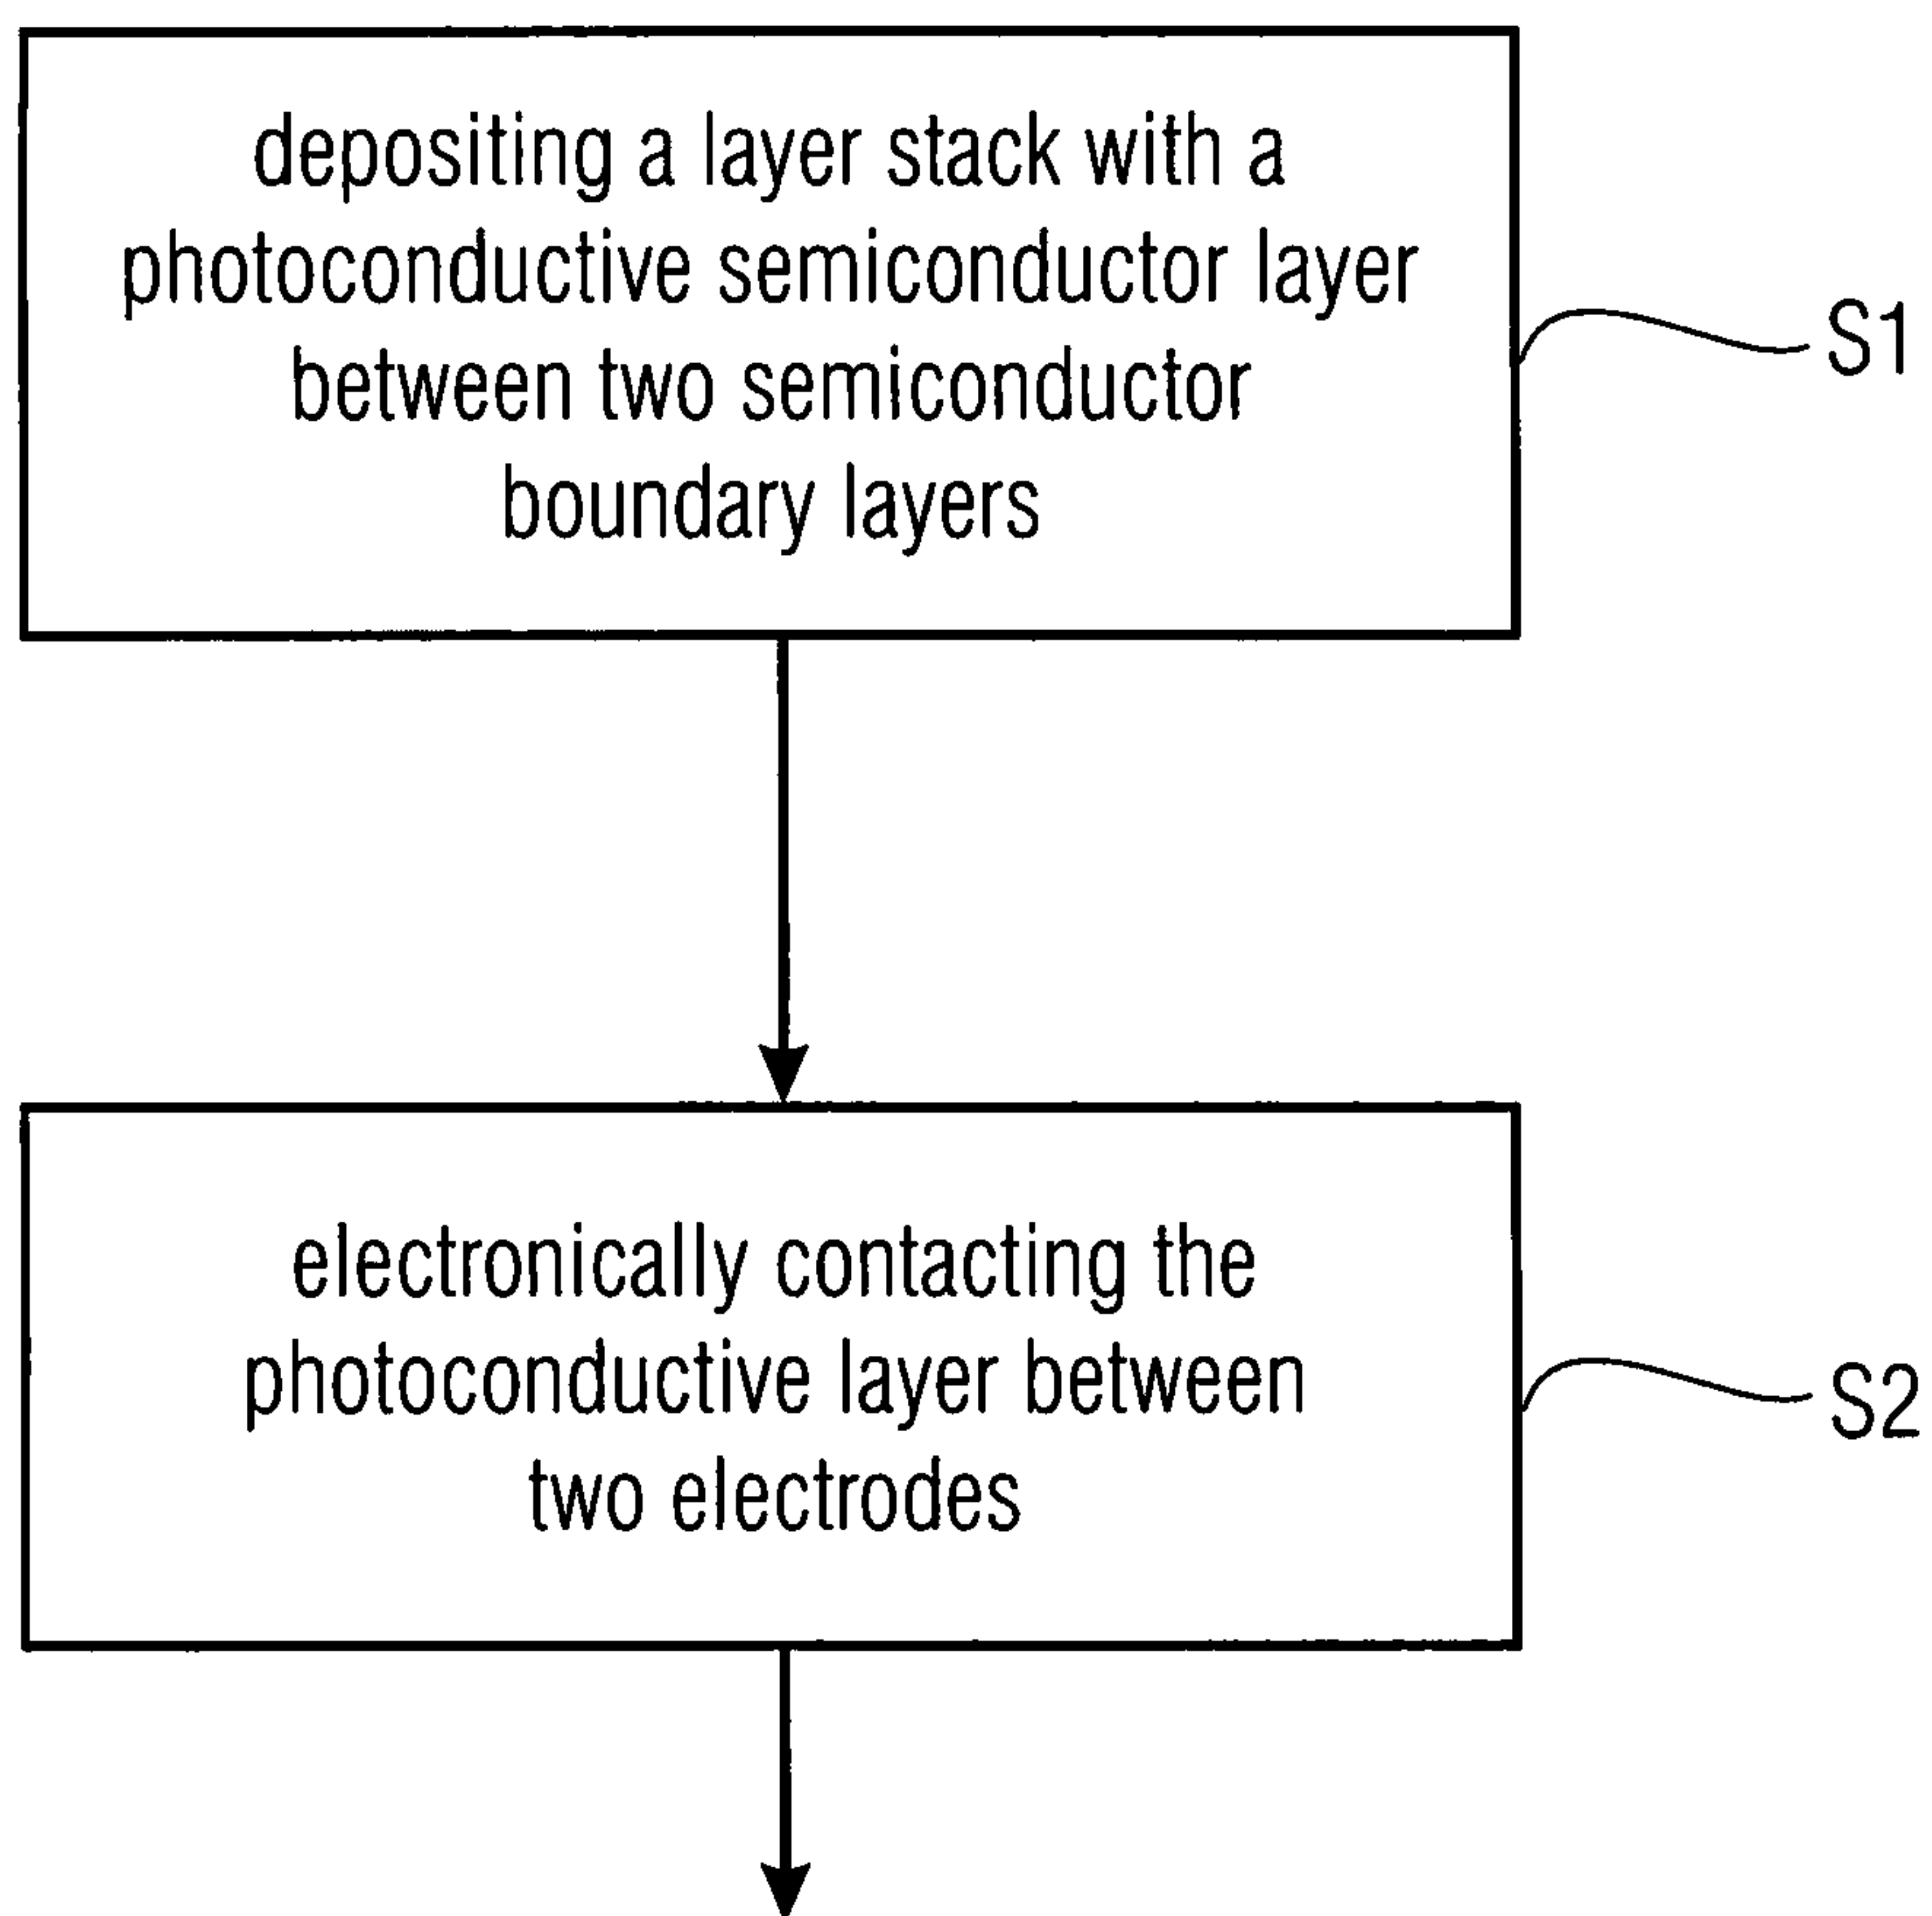 depositing a layer stack with a
photoconductive semiconductor layer
between two semiconductor
boundary layers
S1
electronically contacting the
photoconductive layer between
two electrodes
S2